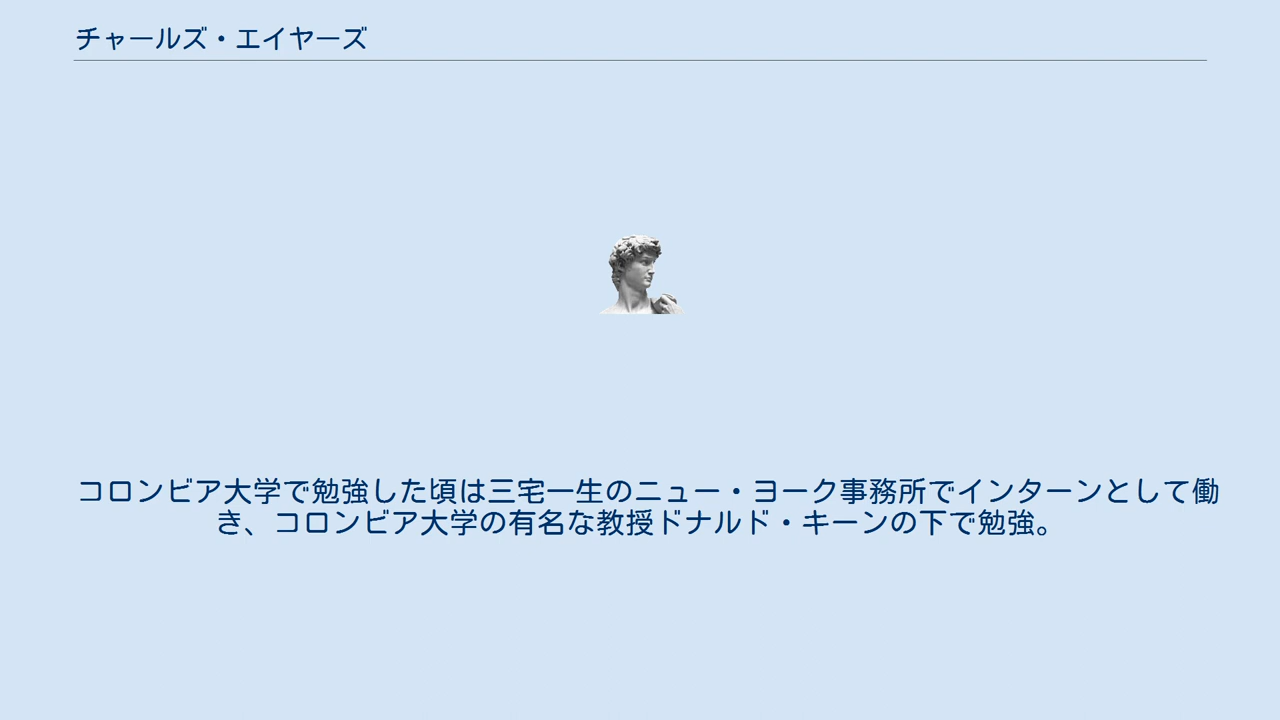 チャールズ・エイヤーズ
コロンビア大学で勉強した頃は三宅一生のニュー・ヨーク事務所でインターンとして働
き、コロンビア大学の有名な教授ドナルド・キーンの下で勉強。